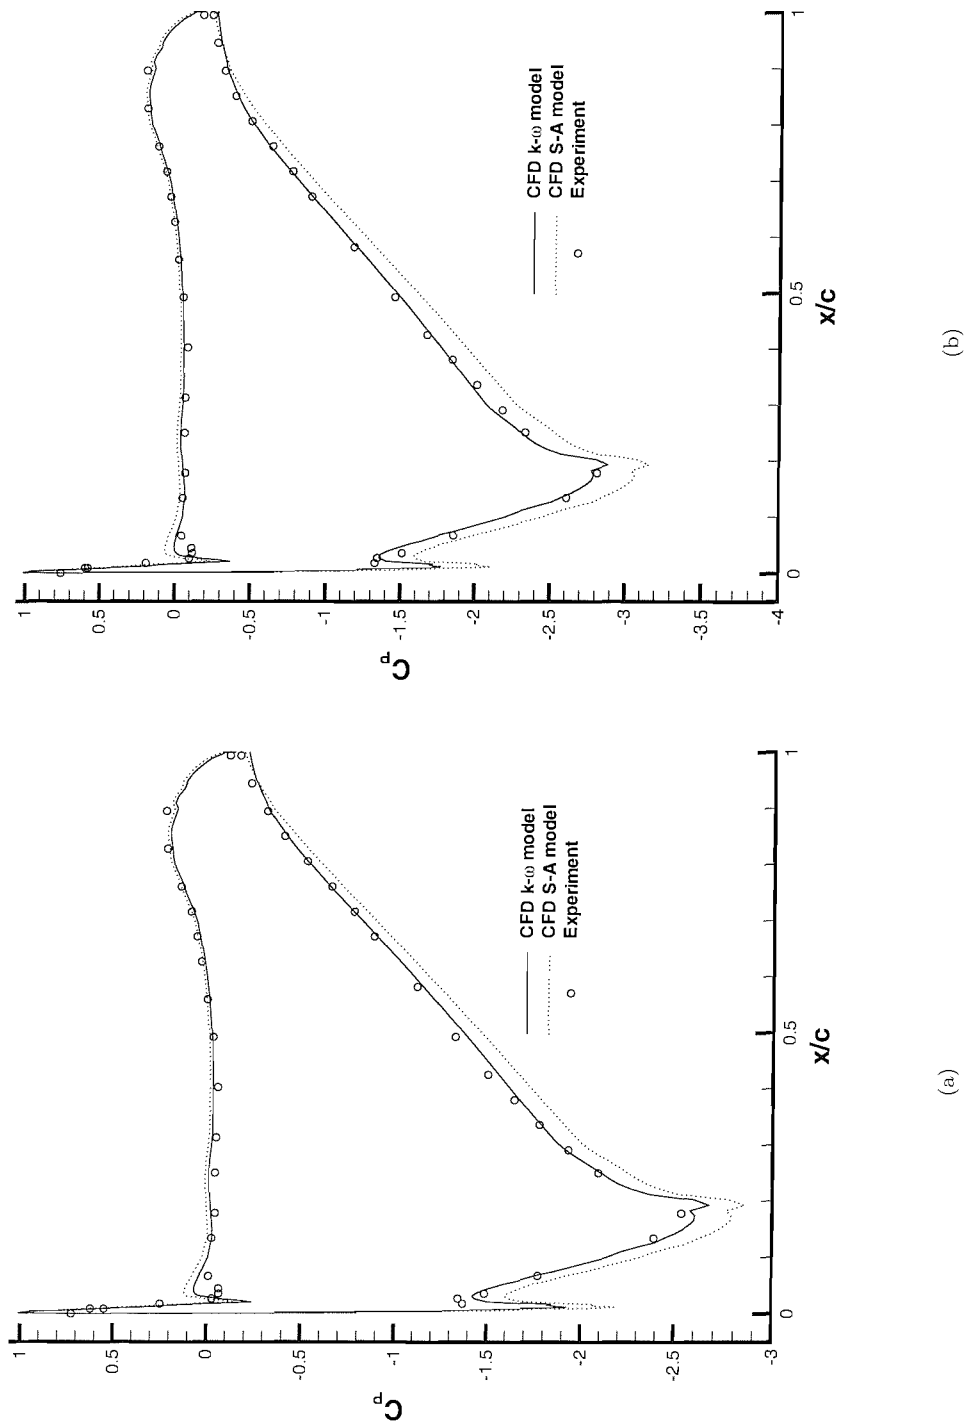 1
0.5
0
-0.5
-1
-1.5
-2
-2.5
-3
Cp
0
0.5
1
x/c
CFD k-ω model
CFD S-A model
Experiment
(a)
1
0.5
0
-0.5
-1
-1.5
-2
-2.5
-3
-3.5
-4
Cp
0
0.5
1
x/c
CFD k-ω model
CFD S-A model
Experiment
(b)